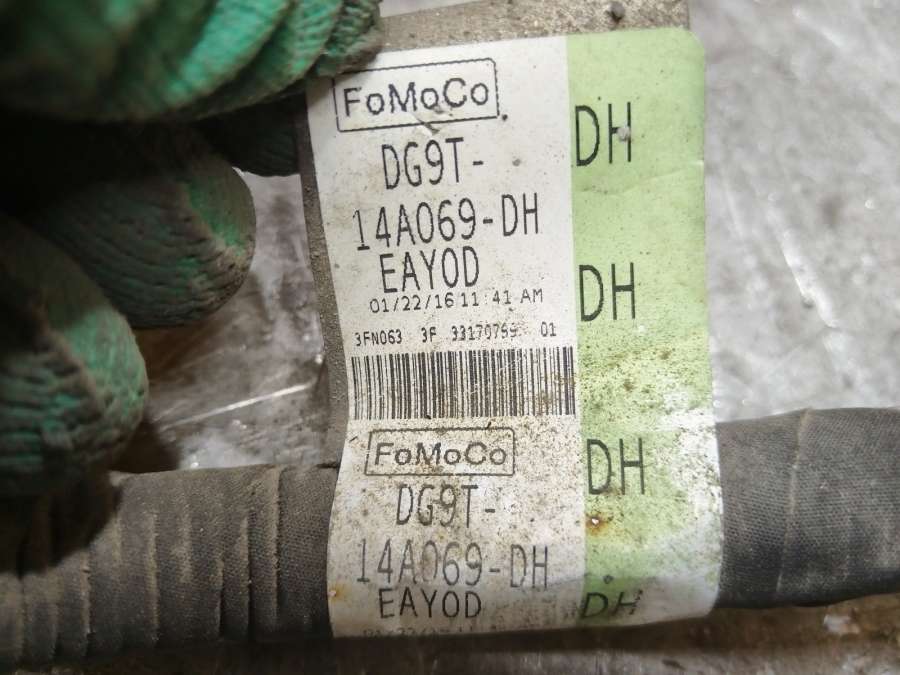 FoMoCo
DG9T-
14A069-DH
EAYOD
01/22/16 11:41 AM
3FN063 3F 33170799 01
FoMoCo
DG9T-
14A069-DH
EAYOD
DH
DH
DH
DH